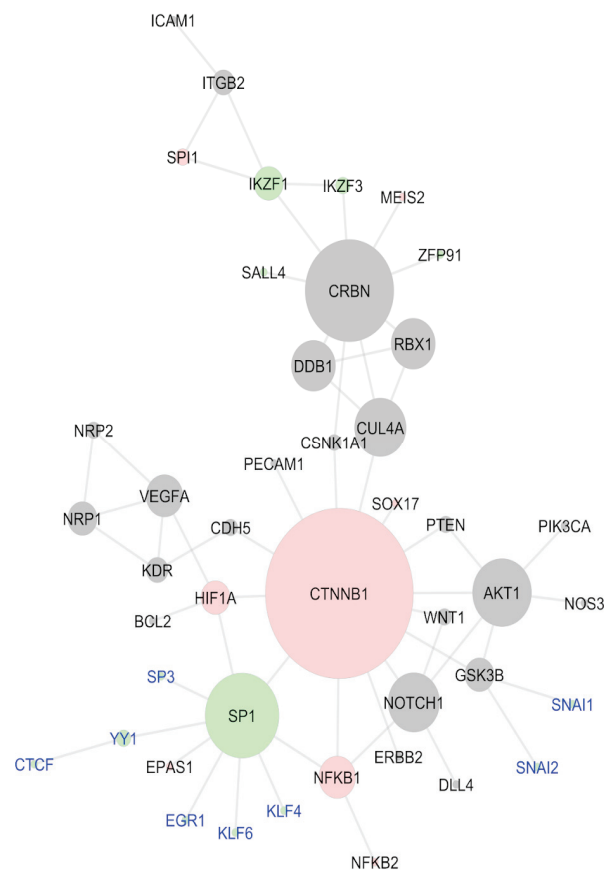 ICAM1
ITGB2
SPI1
IKZF1
IKZF3
MEIS2
ZFP91
SALL4
CRBN
RBX1
DDB1
CUL4A
NRP2
CSNK1A1
PECAM1
VEGFA
SOX17
NRP1
CDH5
PTEN
PIK3CA
KDR
CTNNB1
AKT1
HIF1A
NOS3
BCL2
WNT1
SP3
GSK3B
SP1
NOTCH1
SNAI1
YY1
CTCF
EPAS1
ERBB2
SNAI2
NFKB1
DLL4
EGR1
KLF4
KLF6
NFKB2